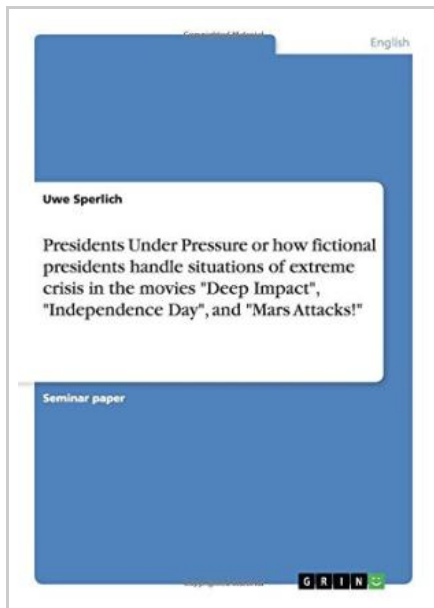 English
Uwe Sperlich
Presidents Under Pressure or how fictional
presidents handle situations of extreme
crisis in the movies "Deep Impact",
"Independence Day", and "Mars Attacks!"
Seminar paper
GRIN